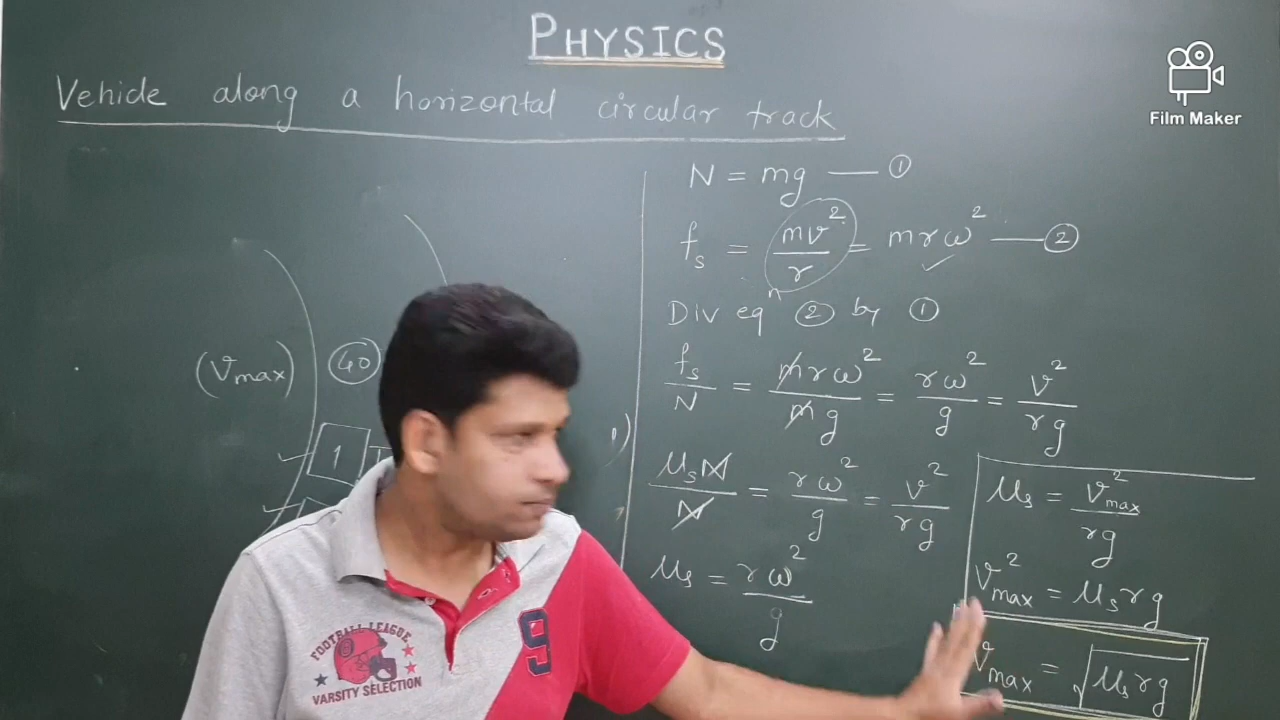 PHYSICS
Film Maker
Vehicle along a horizontal circular track
N = mg — ①
fₛ = mv²/r = mrω² — ②
Div eqⁿ ② by ①
fₛ/N = mrω²/mg = rω²/g = v²/rg
μₛN/N = rω²/g = v²/rg
μₛ = rω²/g
μₛ = v²max/rg
v²max = μₛrg
vmax = √μₛrg
(vmax) 40
1
1)
FOOTBALL LEAGUE
VARSITY SELECTION
9